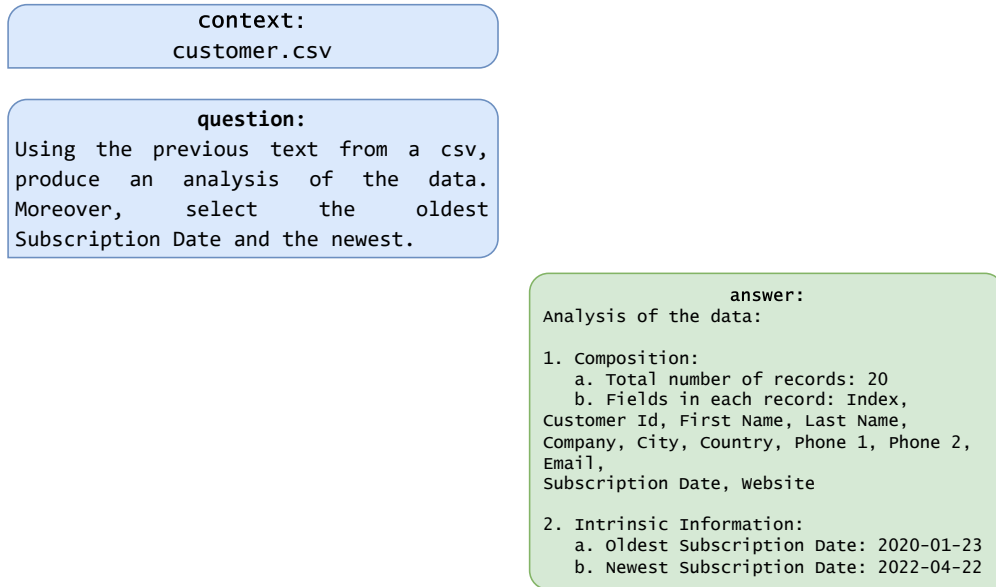 context:
customer.csv
question:
Using the previous text from a csv,
produce an analysis of the data.
Moreover, select the oldest
Subscription Date and the newest.
answer:
Analysis of the data:
1. Composition:
a. Total number of records: 20
b. Fields in each record: Index,
Customer Id, First Name, Last Name,
Company, City, Country, Phone 1, Phone 2,
Email,
Subscription Date, Website
2. Intrinsic Information:
a. Oldest Subscription Date: 2020-01-23
b. Newest Subscription Date: 2022-04-22